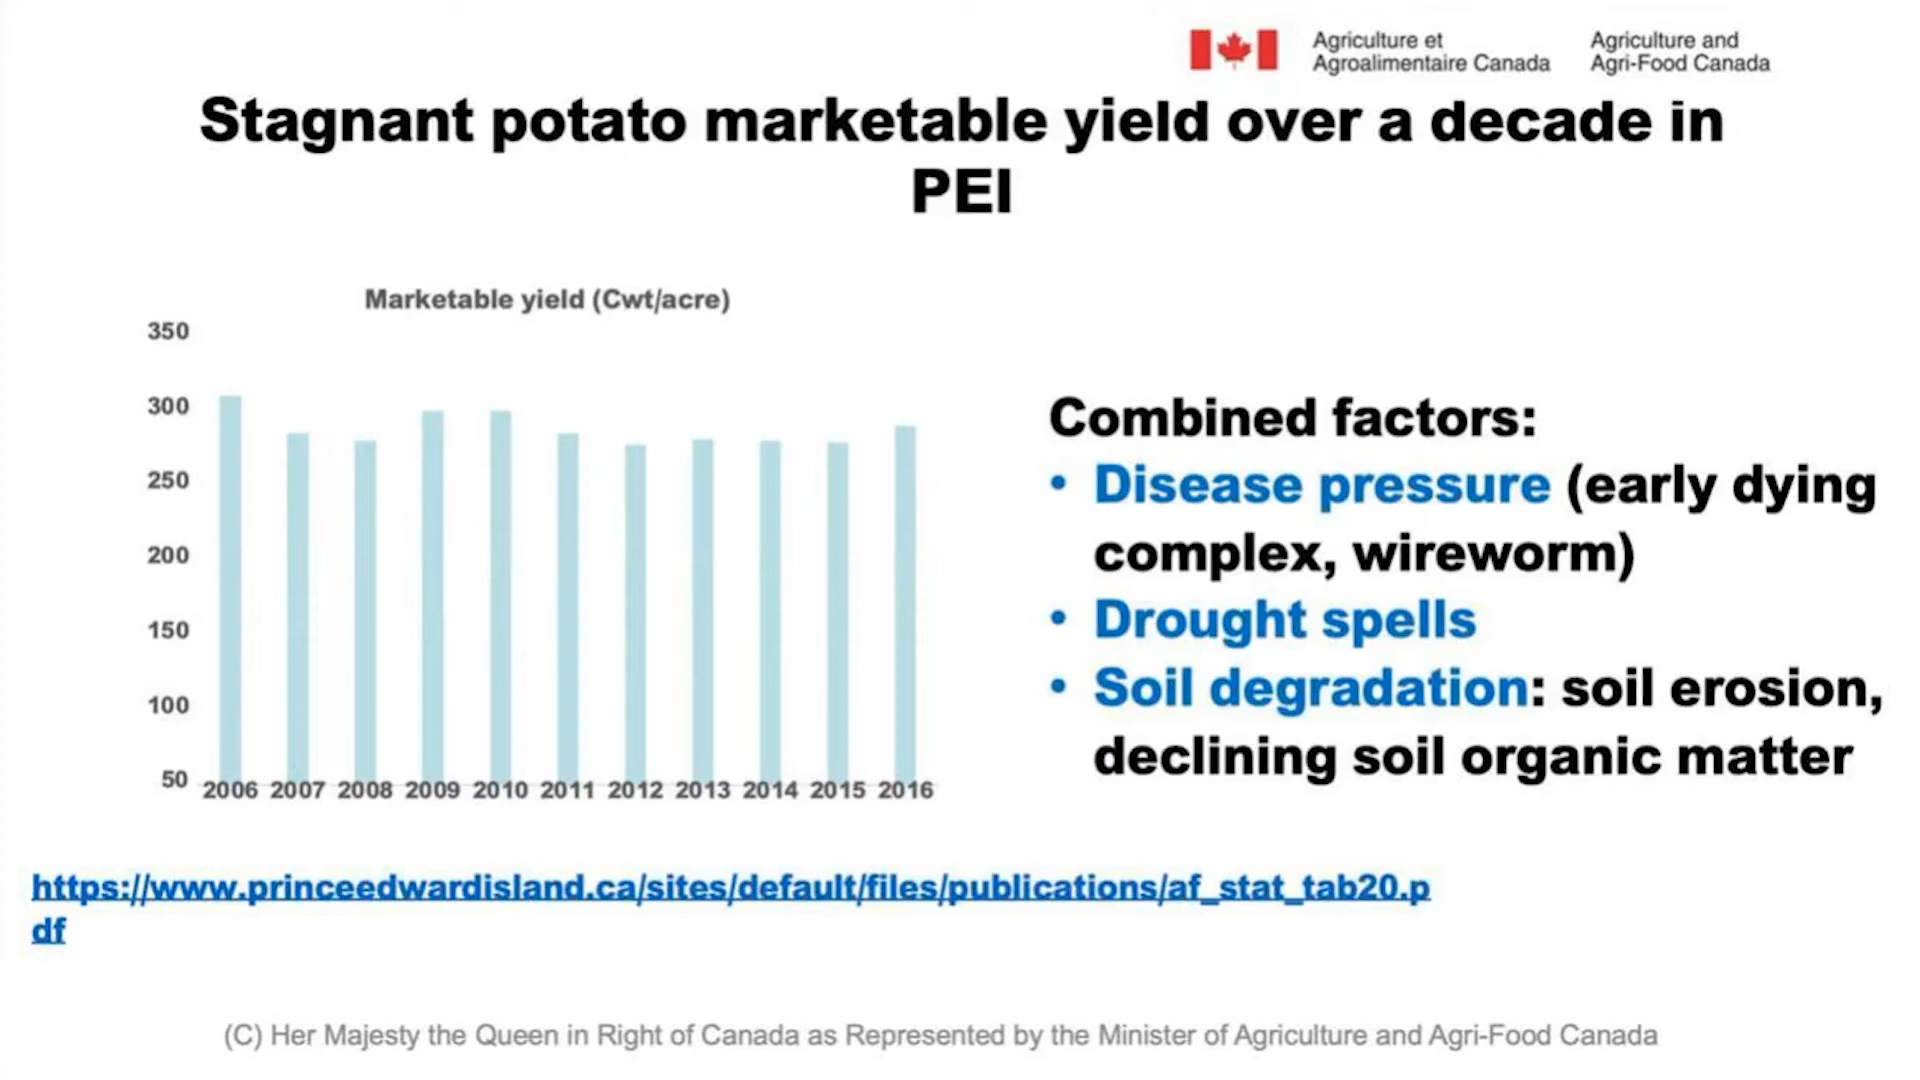 Agriculture et
Agroalimentaire Canada
Agriculture and
Agri-Food Canada
Stagnant potato marketable yield over a decade in
PEI
Marketable yield (Cwt/acre)
350
300
250
200
150
100
50
2006 2007 2008 2009 2010 2011 2012 2013 2014 2015 2016
Combined factors:
• Disease pressure (early dying
complex, wireworm)
• Drought spells
• Soil degradation: soil erosion,
declining soil organic matter
https://www.princeedwardisland.ca/sites/default/files/publications/af_stat_tab20.p
df
(C) Her Majesty the Queen in Right of Canada as Represented by the Minister of Agriculture and Agri-Food Canada